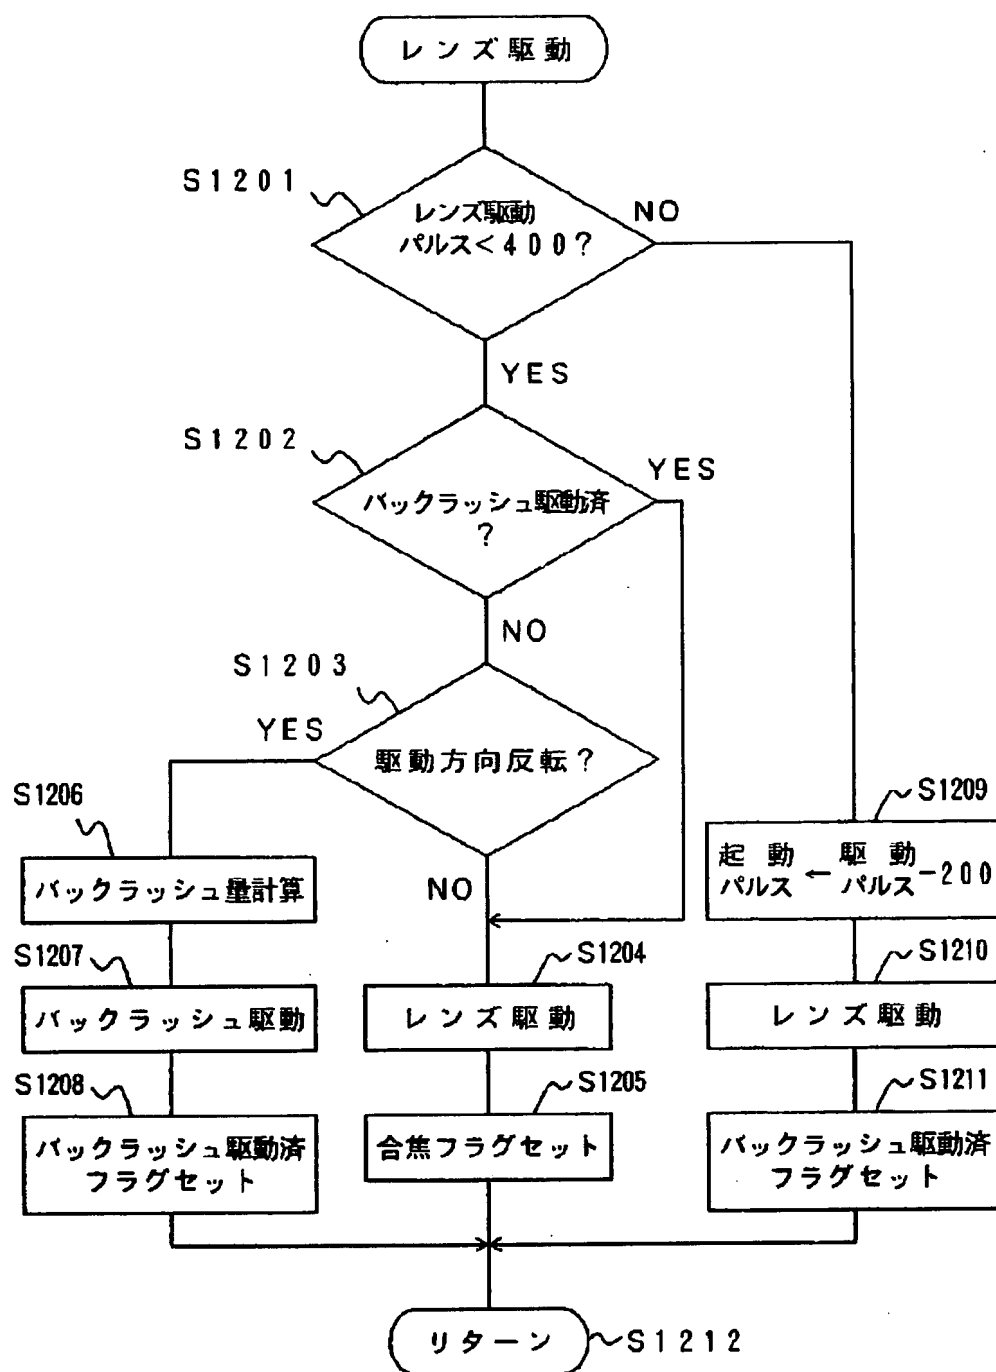 レンズ駆動
S1201
レンズ駆動
パルス<400?
NO
YES
S1202
バックラッシュ駆動済
?
YES
NO
S1203
YES
駆動方向反転?
NO
S1206
バックラッシュ量計算
S1209
起動 駆動
パルス ← パルス -200
S1207
バックラッシュ駆動
S1204
レンズ駆動
S1210
レンズ駆動
S1208
バックラッシュ駆動済
フラグセット
S1205
合焦フラグセット
S1211
バックラッシュ駆動済
フラグセット
リターン
S1212